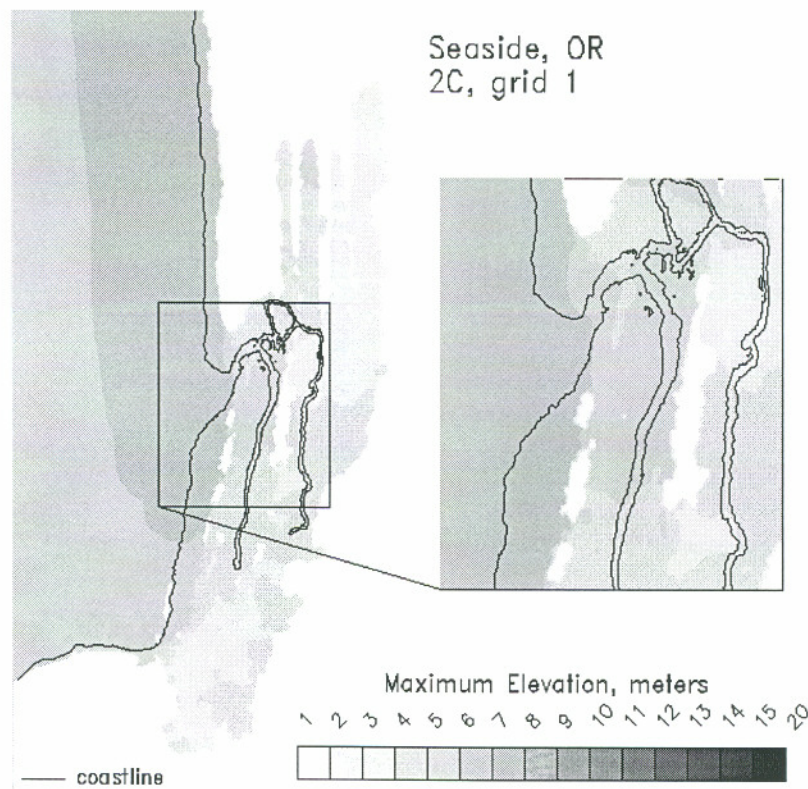 Seaside, OR
2C, grid 1
Maximum Elevation, meters
1 2 3 4 5 6 7 8 9 10 11 12 13 14 15 20
coastline